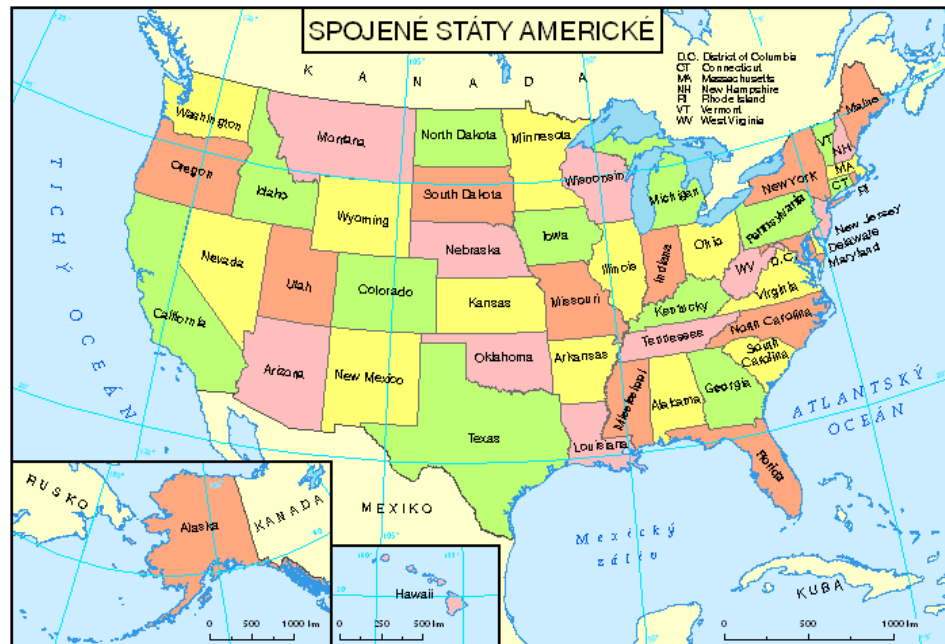 SPOJENÉ STÁTY AMERICKÉ
D.C. District of Columbia
CT Connecticut
MA Massachusetts
NH New Hampshire
RI Rhode Island
VT Vermont
WV West Virginia
KANADA
Washington
Montana
North Dakota
Minnesota
Maine
VT
NH
Oregon
Idaho
South Dakota
Wisconsin
Michigan
New York
MA
CT
RI
Wyoming
Nebraska
Iowa
Pennsylvania
New Jersey
Delaware
Maryland
Nevada
Utah
Colorado
Kansas
Missouri
Illinois
Indiana
Ohio
WV
D.C.
Virginia
Kentucky
California
Arizona
New Mexico
Oklahoma
Arkansas
Tennessee
North Carolina
South Carolina
Texas
Louisiana
Mississippi
Alabama
Georgia
Florida
TICHÝ OCEÁN
ATLANTSKÝ
OCEÁN
MEXIKO
Mexický
záliv
KUBA
RUSKO
Alaska
KANADA
Hawaii
0 500 1000 km
0 250 500 km
0 500 1000 km